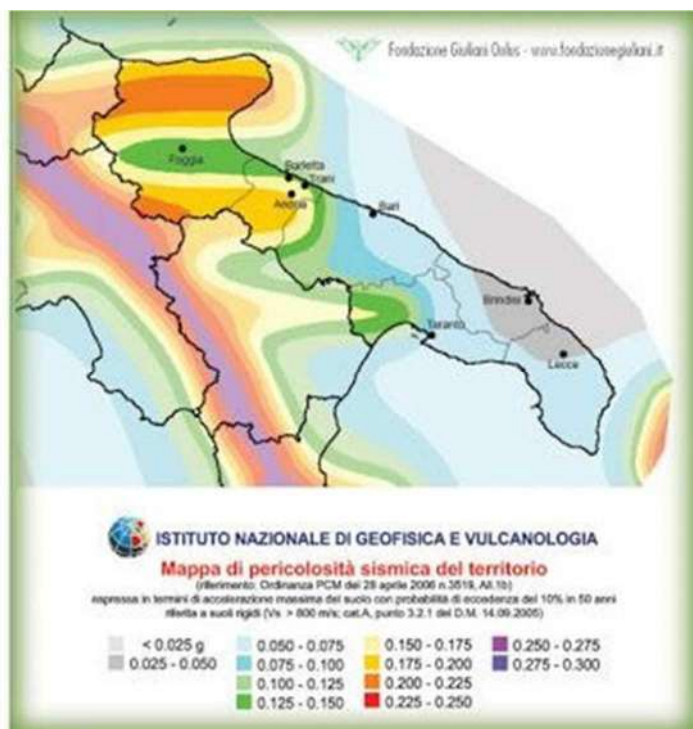 Fondazione Giuliani Onlus - www.fondazionegiuliani.it
Foggia
Barletta
Trani
Andria
Bari
Brindisi
Taranto
Lecce
ISTITUTO NAZIONALE DI GEOFISICA E VULCANOLOGIA
Mappa di pericolosità sismica del territorio
(riferimento: Ordinanza PCM del 28 aprile 2006 n.3519, All.1b)
espressa in termini di accelerazione massima del suolo con probabilità di eccedenza del 10% in 50 anni
riferita a suoli rigidi (Vs > 800 m/s; cat.A, punto 3.2.1 del D.M. 14.09.2005)
< 0.025 g
0.025 - 0.050
0.050 - 0.075
0.075 - 0.100
0.100 - 0.125
0.125 - 0.150
0.150 - 0.175
0.175 - 0.200
0.200 - 0.225
0.225 - 0.250
0.250 - 0.275
0.275 - 0.300